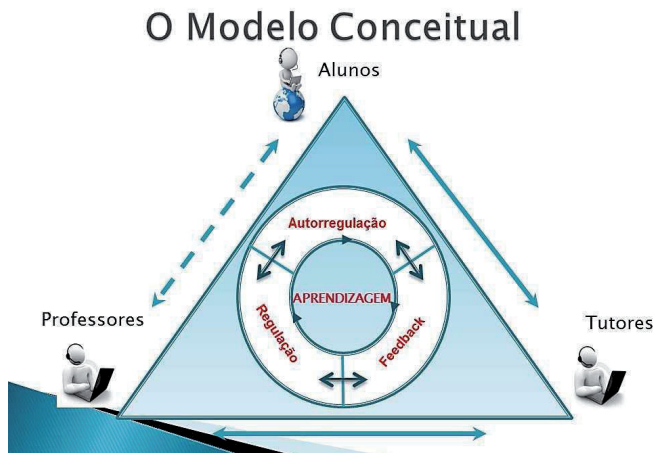 O Modelo Conceitual
Alunos
Autorregulação
APRENDIZAGEM
Professores
Regulação
Feedback
Tutores